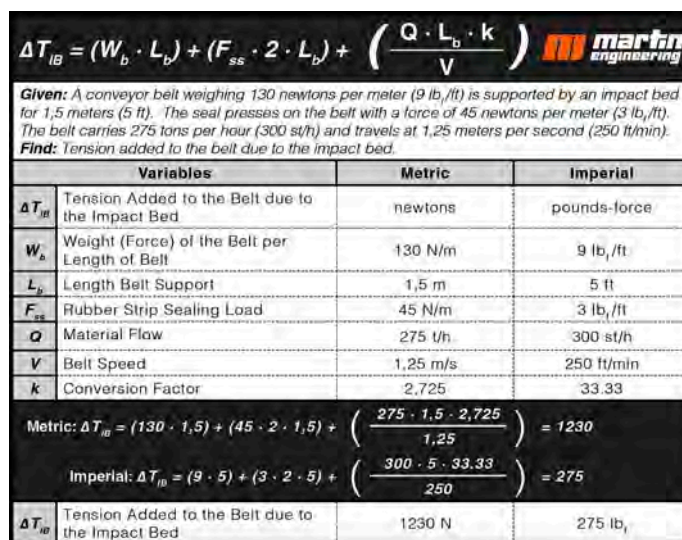 ΔT_IB = (W_b · L_b) + (F_ss · 2 · L_b) + ( Q · L_b · k / V )
martin
engineering
Given: A conveyor belt weighing 130 newtons per meter (9 lb_f/ft) is supported by an impact bed
for 1,5 meters (5 ft). The seal presses on the belt with a force of 45 newtons per meter (3 lb_f/ft).
The belt carries 275 tons per hour (300 st/h) and travels at 1,25 meters per second (250 ft/min).
Find: Tension added to the belt due to the impact bed.
Variables Metric Imperial
ΔT_IB Tension Added to the Belt due to
the Impact Bed newtons pounds-force
W_b Weight (Force) of the Belt per
Length of Belt 130 N/m 9 lb_f/ft
L_b Length Belt Support 1,5 m 5 ft
F_ss Rubber Strip Sealing Load 45 N/m 3 lb_f/ft
Q Material Flow 275 t/h 300 st/h
V Belt Speed 1,25 m/s 250 ft/min
k Conversion Factor 2,725 33.33
Metric: ΔT_IB = (130 · 1,5) + (45 · 2 · 1,5) + ( 275 · 1,5 · 2,725 / 1,25 ) = 1230
Imperial: ΔT_IB = (9 · 5) + (3 · 2 · 5) + ( 300 · 5 · 33.33 / 250 ) = 275
ΔT_IB Tension Added to the Belt due to
the Impact Bed 1230 N 275 lb_f